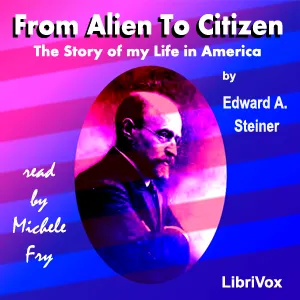 From Alien To Citizen
The Story of my Life in America
by
Edward A.
Steiner
read
by
Michele
Fry
LibriVox